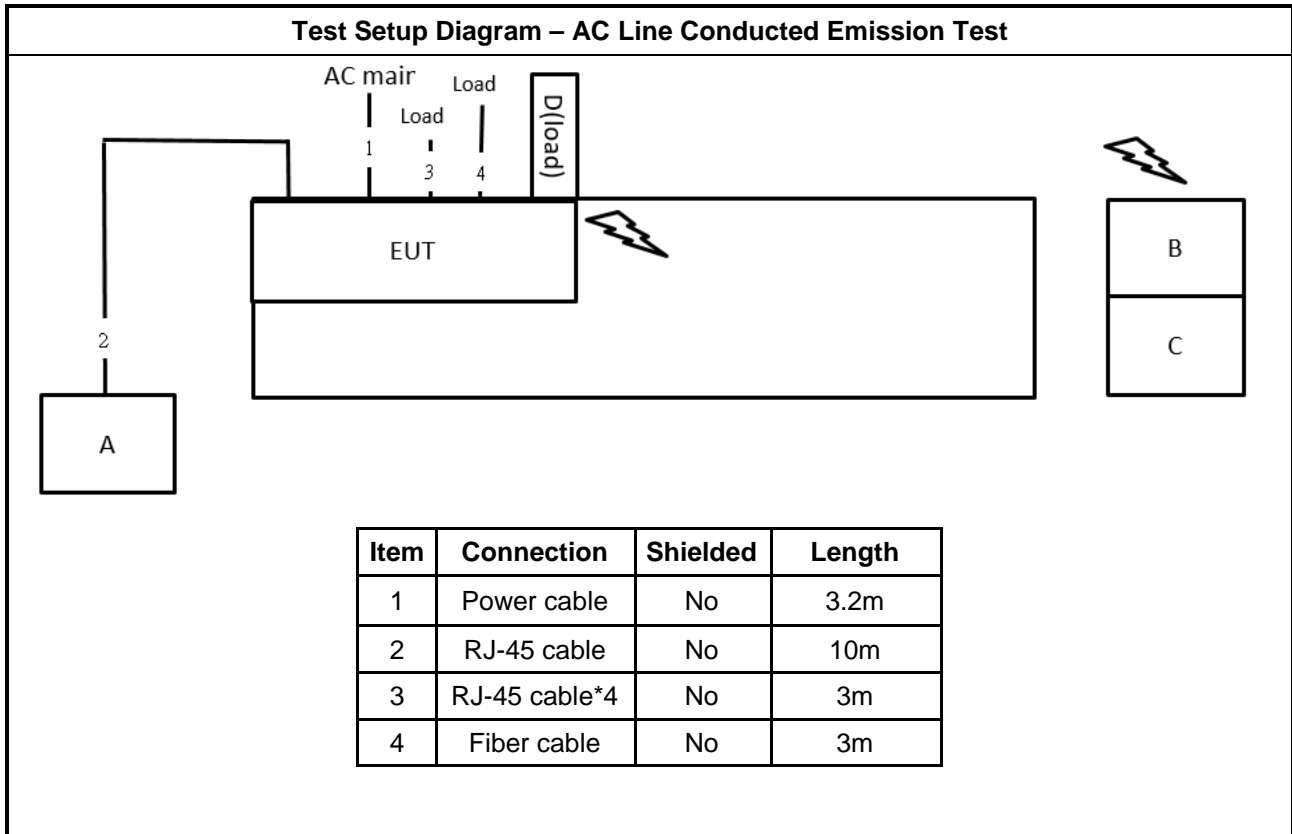 Test Setup Diagram – AC Line Conducted Emission Test
AC mair
Load
Load
D(load)
1
3
4
EUT
B
2
C
A
Item Connection Shielded Length
1 Power cable No 3.2m
2 RJ-45 cable No 10m
3 RJ-45 cable*4 No 3m
4 Fiber cable No 3m